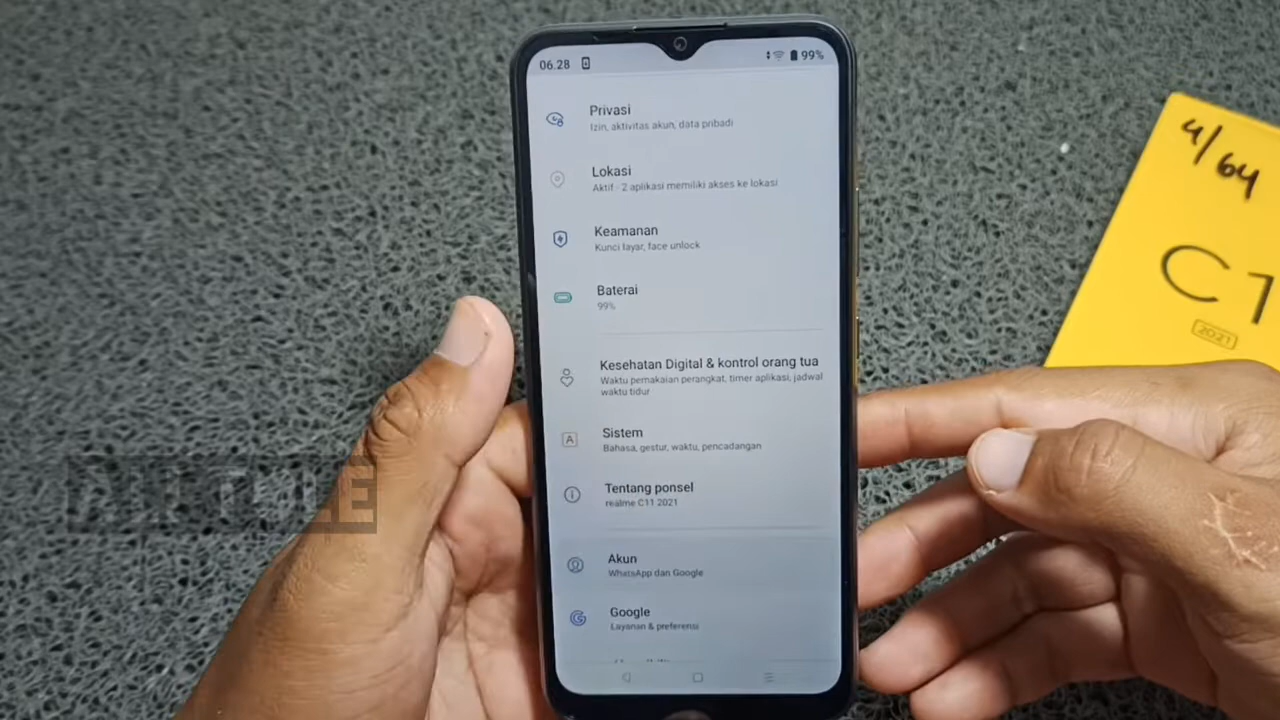 06.28
99%
Privasi
Izin, aktivitas akun, data pribadi
Lokasi
Aktif - 2 aplikasi memiliki akses ke lokasi
Keamanan
Kunci layar, face unlock
Baterai
99%
Kesehatan Digital & kontrol orang tua
Waktu pemakaian perangkat, timer aplikasi, jadwal
waktu tidur
Sistem
Bahasa, gestur, waktu, pencadangan
Tentang ponsel
realme C11 2021
Akun
WhatsApp dan Google
Google
Layanan & preferensi
4/64
C1
2021